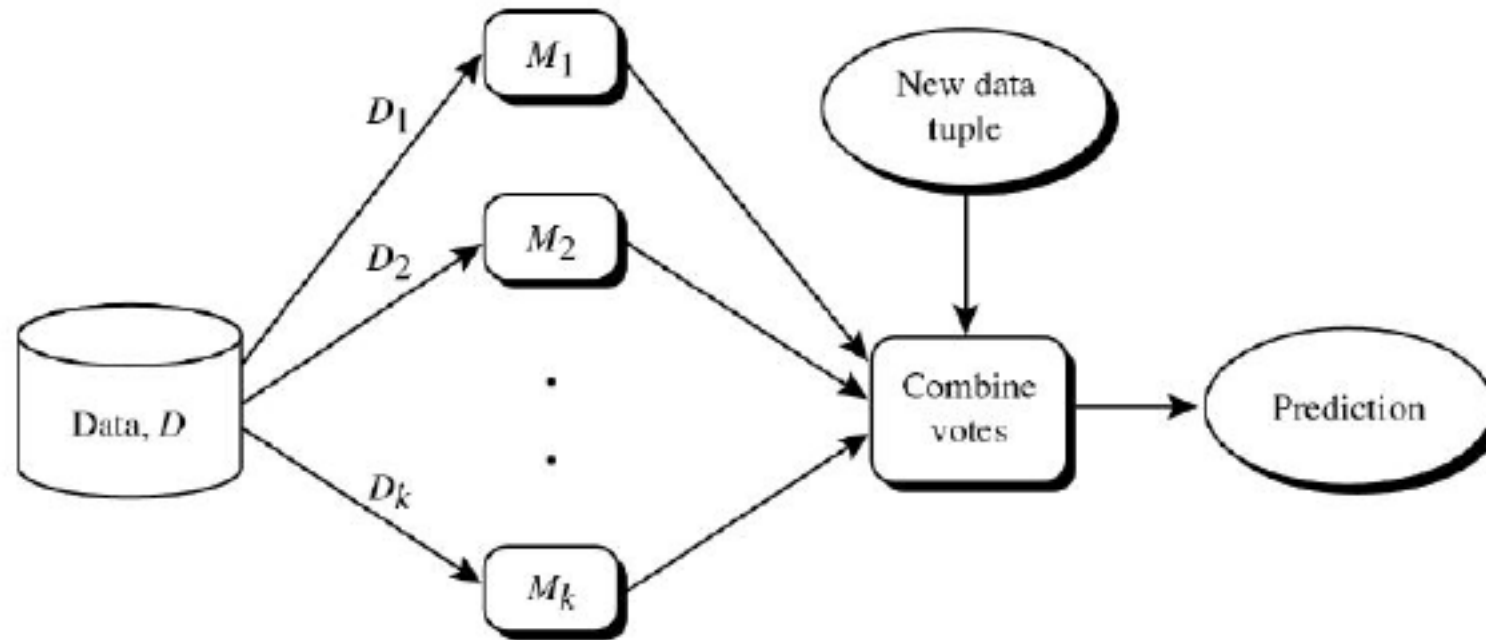 M1
New data
tuple
D1
M2
D2
Data, D
Combine
votes
Prediction
Dk
Mk